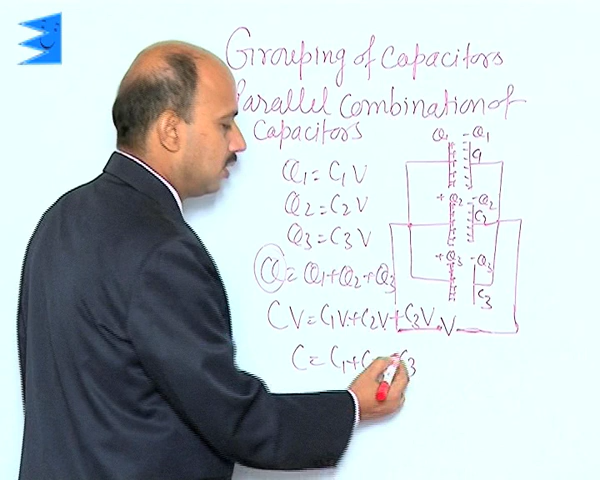 Grouping of Capacitors
Parallel Combination of
Capacitors
Q₁ = C₁V
Q₂ = C₂V
Q₃ = C₃V
Q = Q₁+Q₂+Q₃
CV = C₁V+C₂V+C₃V
C = C₁+C
C₃
Q₁ -Q₁
C₁
+Q₂ -Q₂
C₂
+Q₃ -Q₃
C₃
V